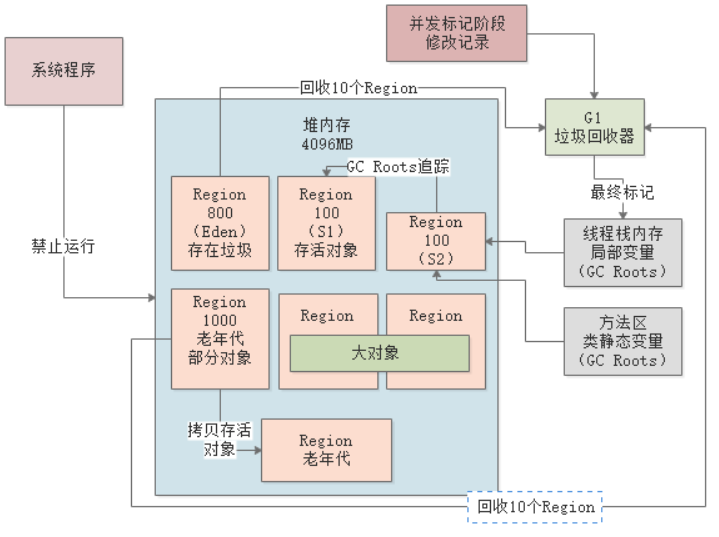 并发标记阶段
修改记录
系统程序
回收10个Region
堆内存
4096MB
G1
垃圾回收器
GC Roots追踪
最终标记
Region
800
（Eden）
存在垃圾
Region
100
（S1）
存活对象
Region
100
（S2）
线程栈内存
局部变量
（GC Roots）
禁止运行
Region
1000
老年代
部分对象
Region
Region
大对象
方法区
类静态变量
（GC Roots）
拷贝存活
对象
Region
老年代
回收10个Region